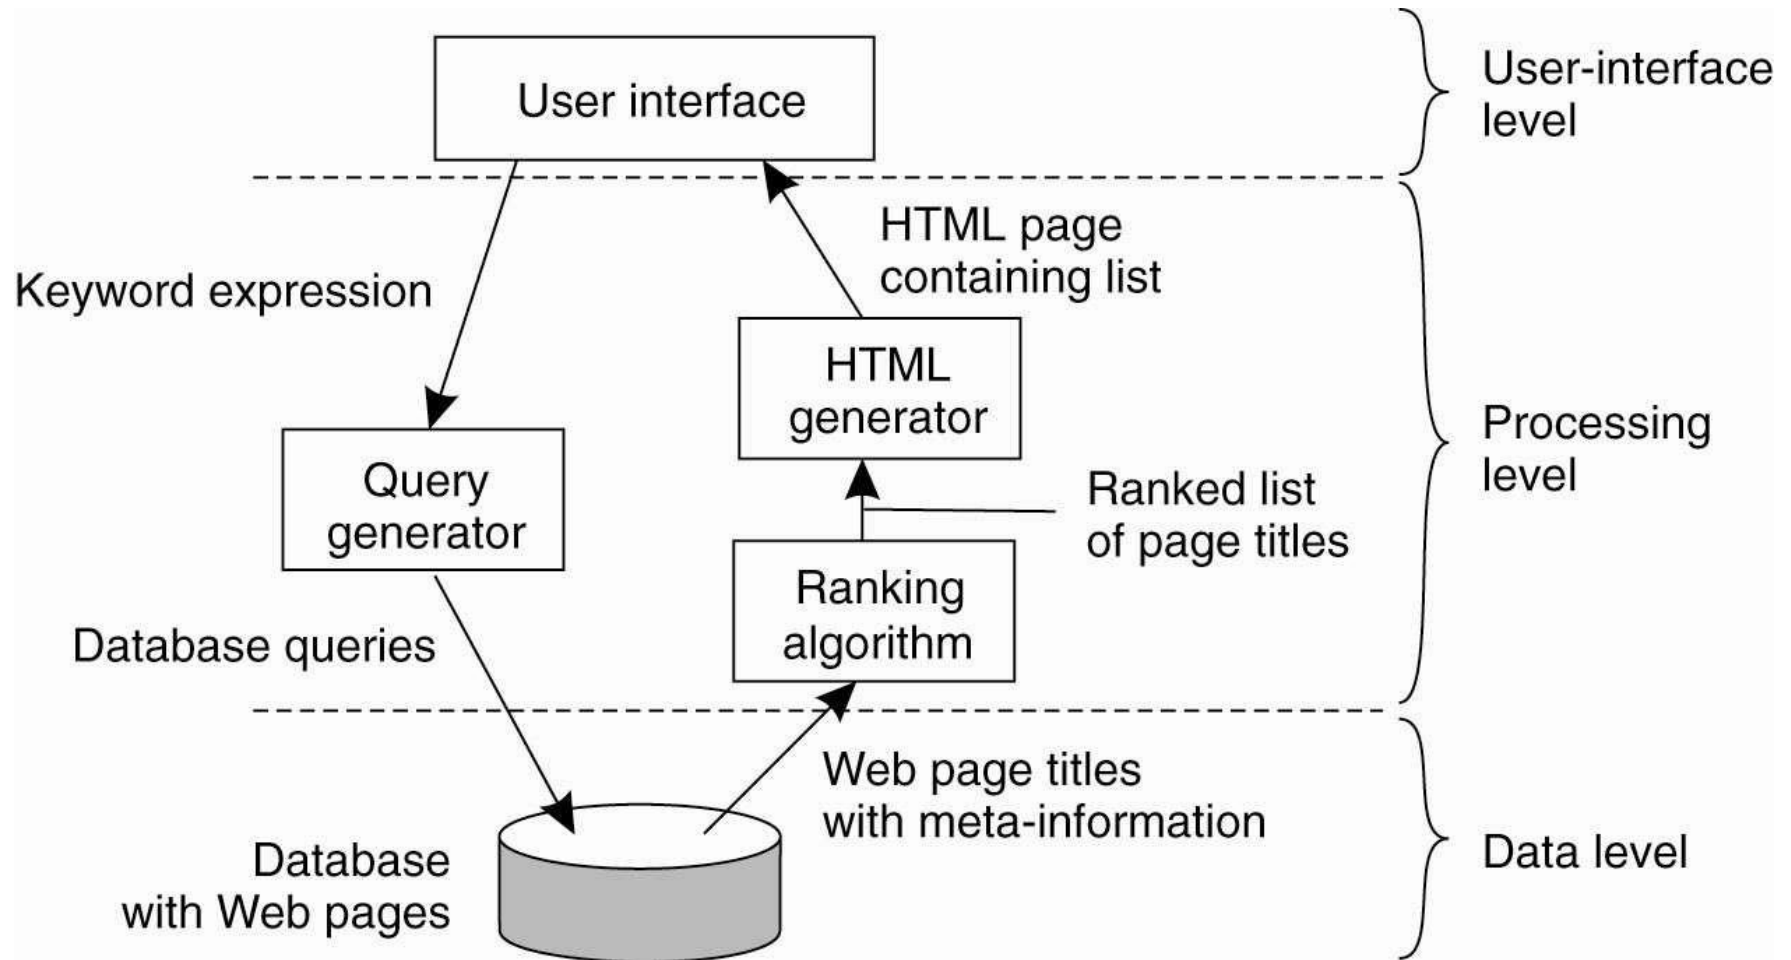 User interface
User-interface
level
HTML page
containing list
Keyword expression
HTML
generator
Query
generator
Processing
level
Ranked list
of page titles
Ranking
algorithm
Database queries
Web page titles
with meta-information
Database
with Web pages
Data level